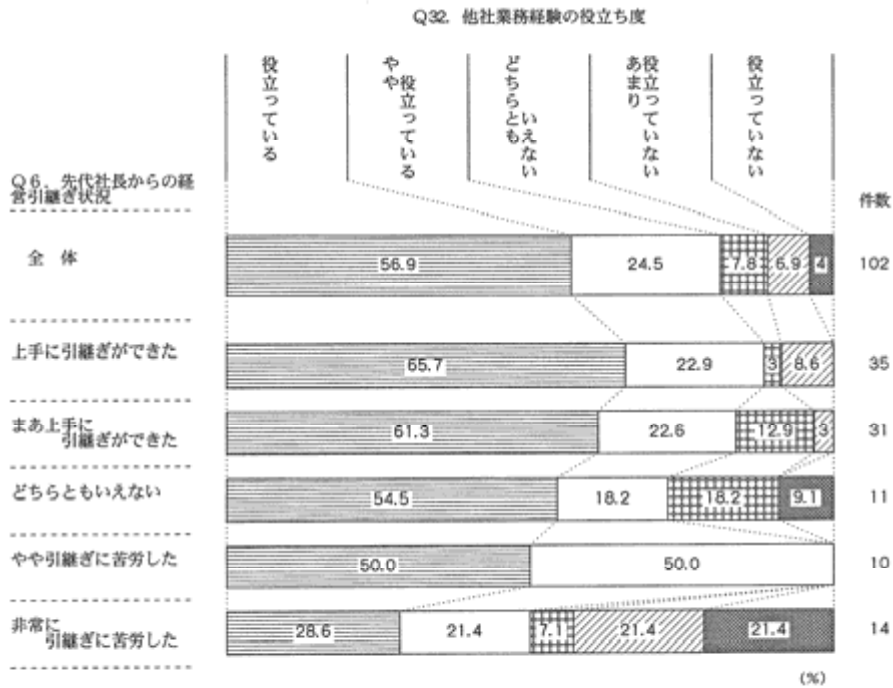 Q32. 他社業務経験の役立ち度
役立っている
やや
役立っている
どちらとも
いえない
あまり
役立っていない
役立っていない
Q6. 先代社長からの経
営引継ぎ状況
件数
全 体
56.9 24.5 7.8 6.9 4 102
上手に引継ぎができた
65.7 22.9 3 8.6 35
まあ上手に
引継ぎができた
61.3 22.6 12.9 3 31
どちらともいえない
54.5 18.2 18.2 9.1 11
やや引継ぎに苦労した
50.0 50.0 10
非常に
引継ぎに苦労した
28.6 21.4 7.1 21.4 21.4 14
(%)